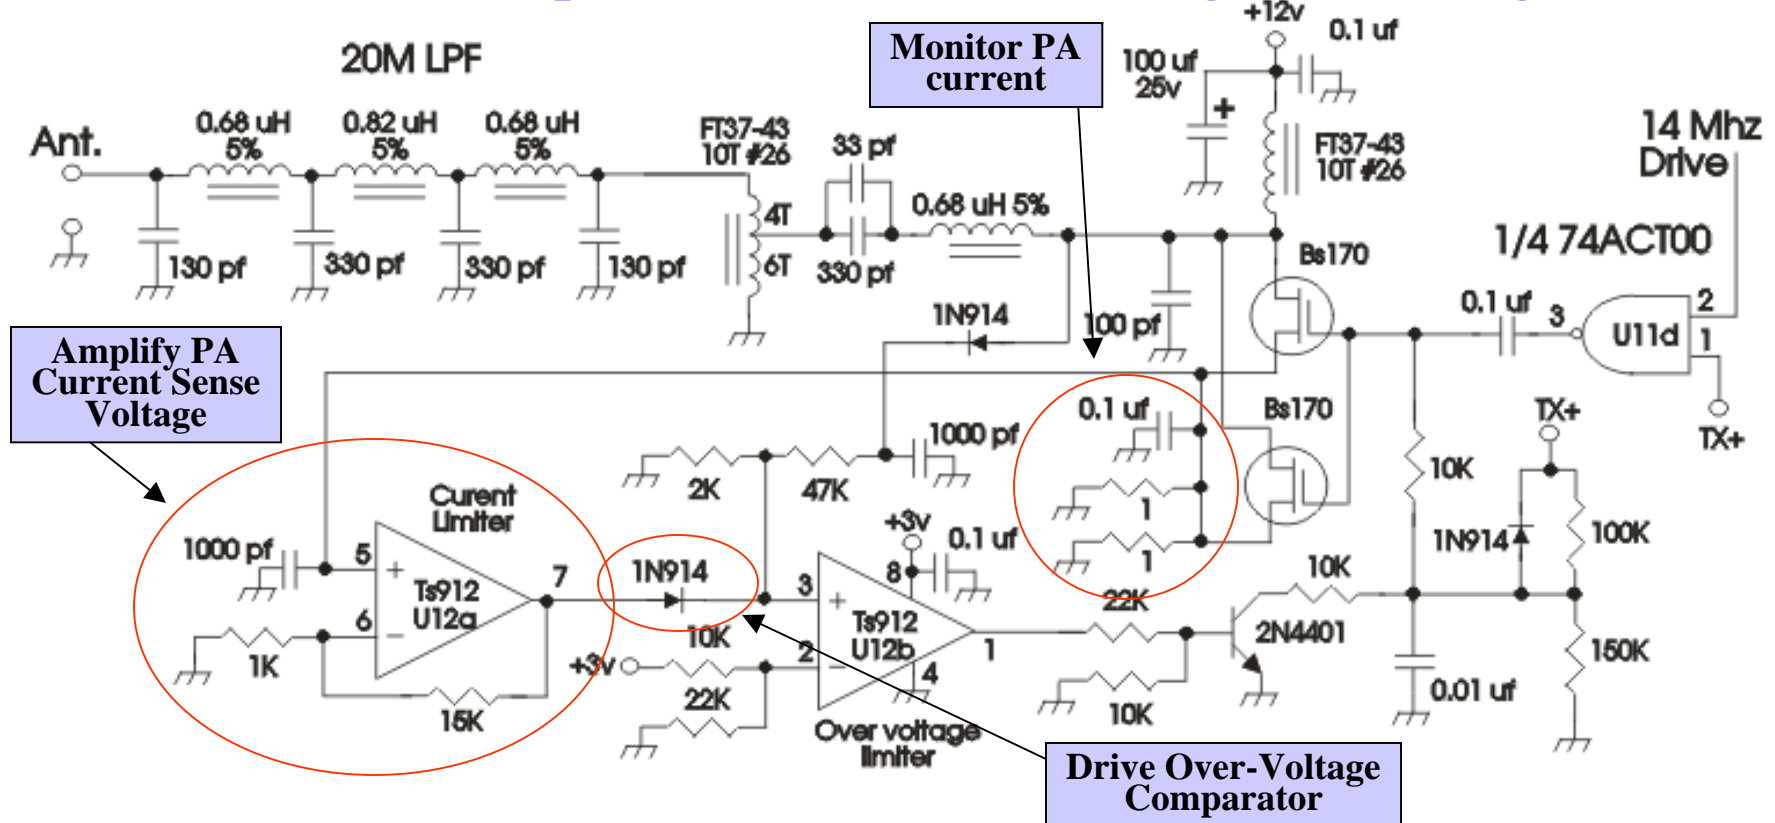 +12v
0.1 uf
Monitor PA
current
20M LPF
100 uf
25v
+
0.68 uH
5%
0.82 uH
5%
0.68 uH
5%
FT37-43
10T #26
33 pf
FT37-43
10T #26
14 Mhz
Drive
Ant.
4T
6T
0.68 uH 5%
330 pf
1/4 74ACT00
Bs170
130 pf
330 pf
330 pf
130 pf
0.1 uf
3
U11d
2
1
1N914
100 pf
Amplify PA
Current Sense
Voltage
TX+
TX+
0.1 uf
Bs170
1000 pf
2K
47K
10K
1
1
Curent
Limiter
+3v
0.1 uf
1N914
100K
1000 pf
5
+
Ts912
U12a
6
−
7
1N914
3
+
8
Ts912
U12b
2
−
4
1
10K
22K
2N4401
150K
1K
15K
10K
+3v
22K
10K
0.01 uf
Over voltage
limiter
Drive Over-Voltage
Comparator